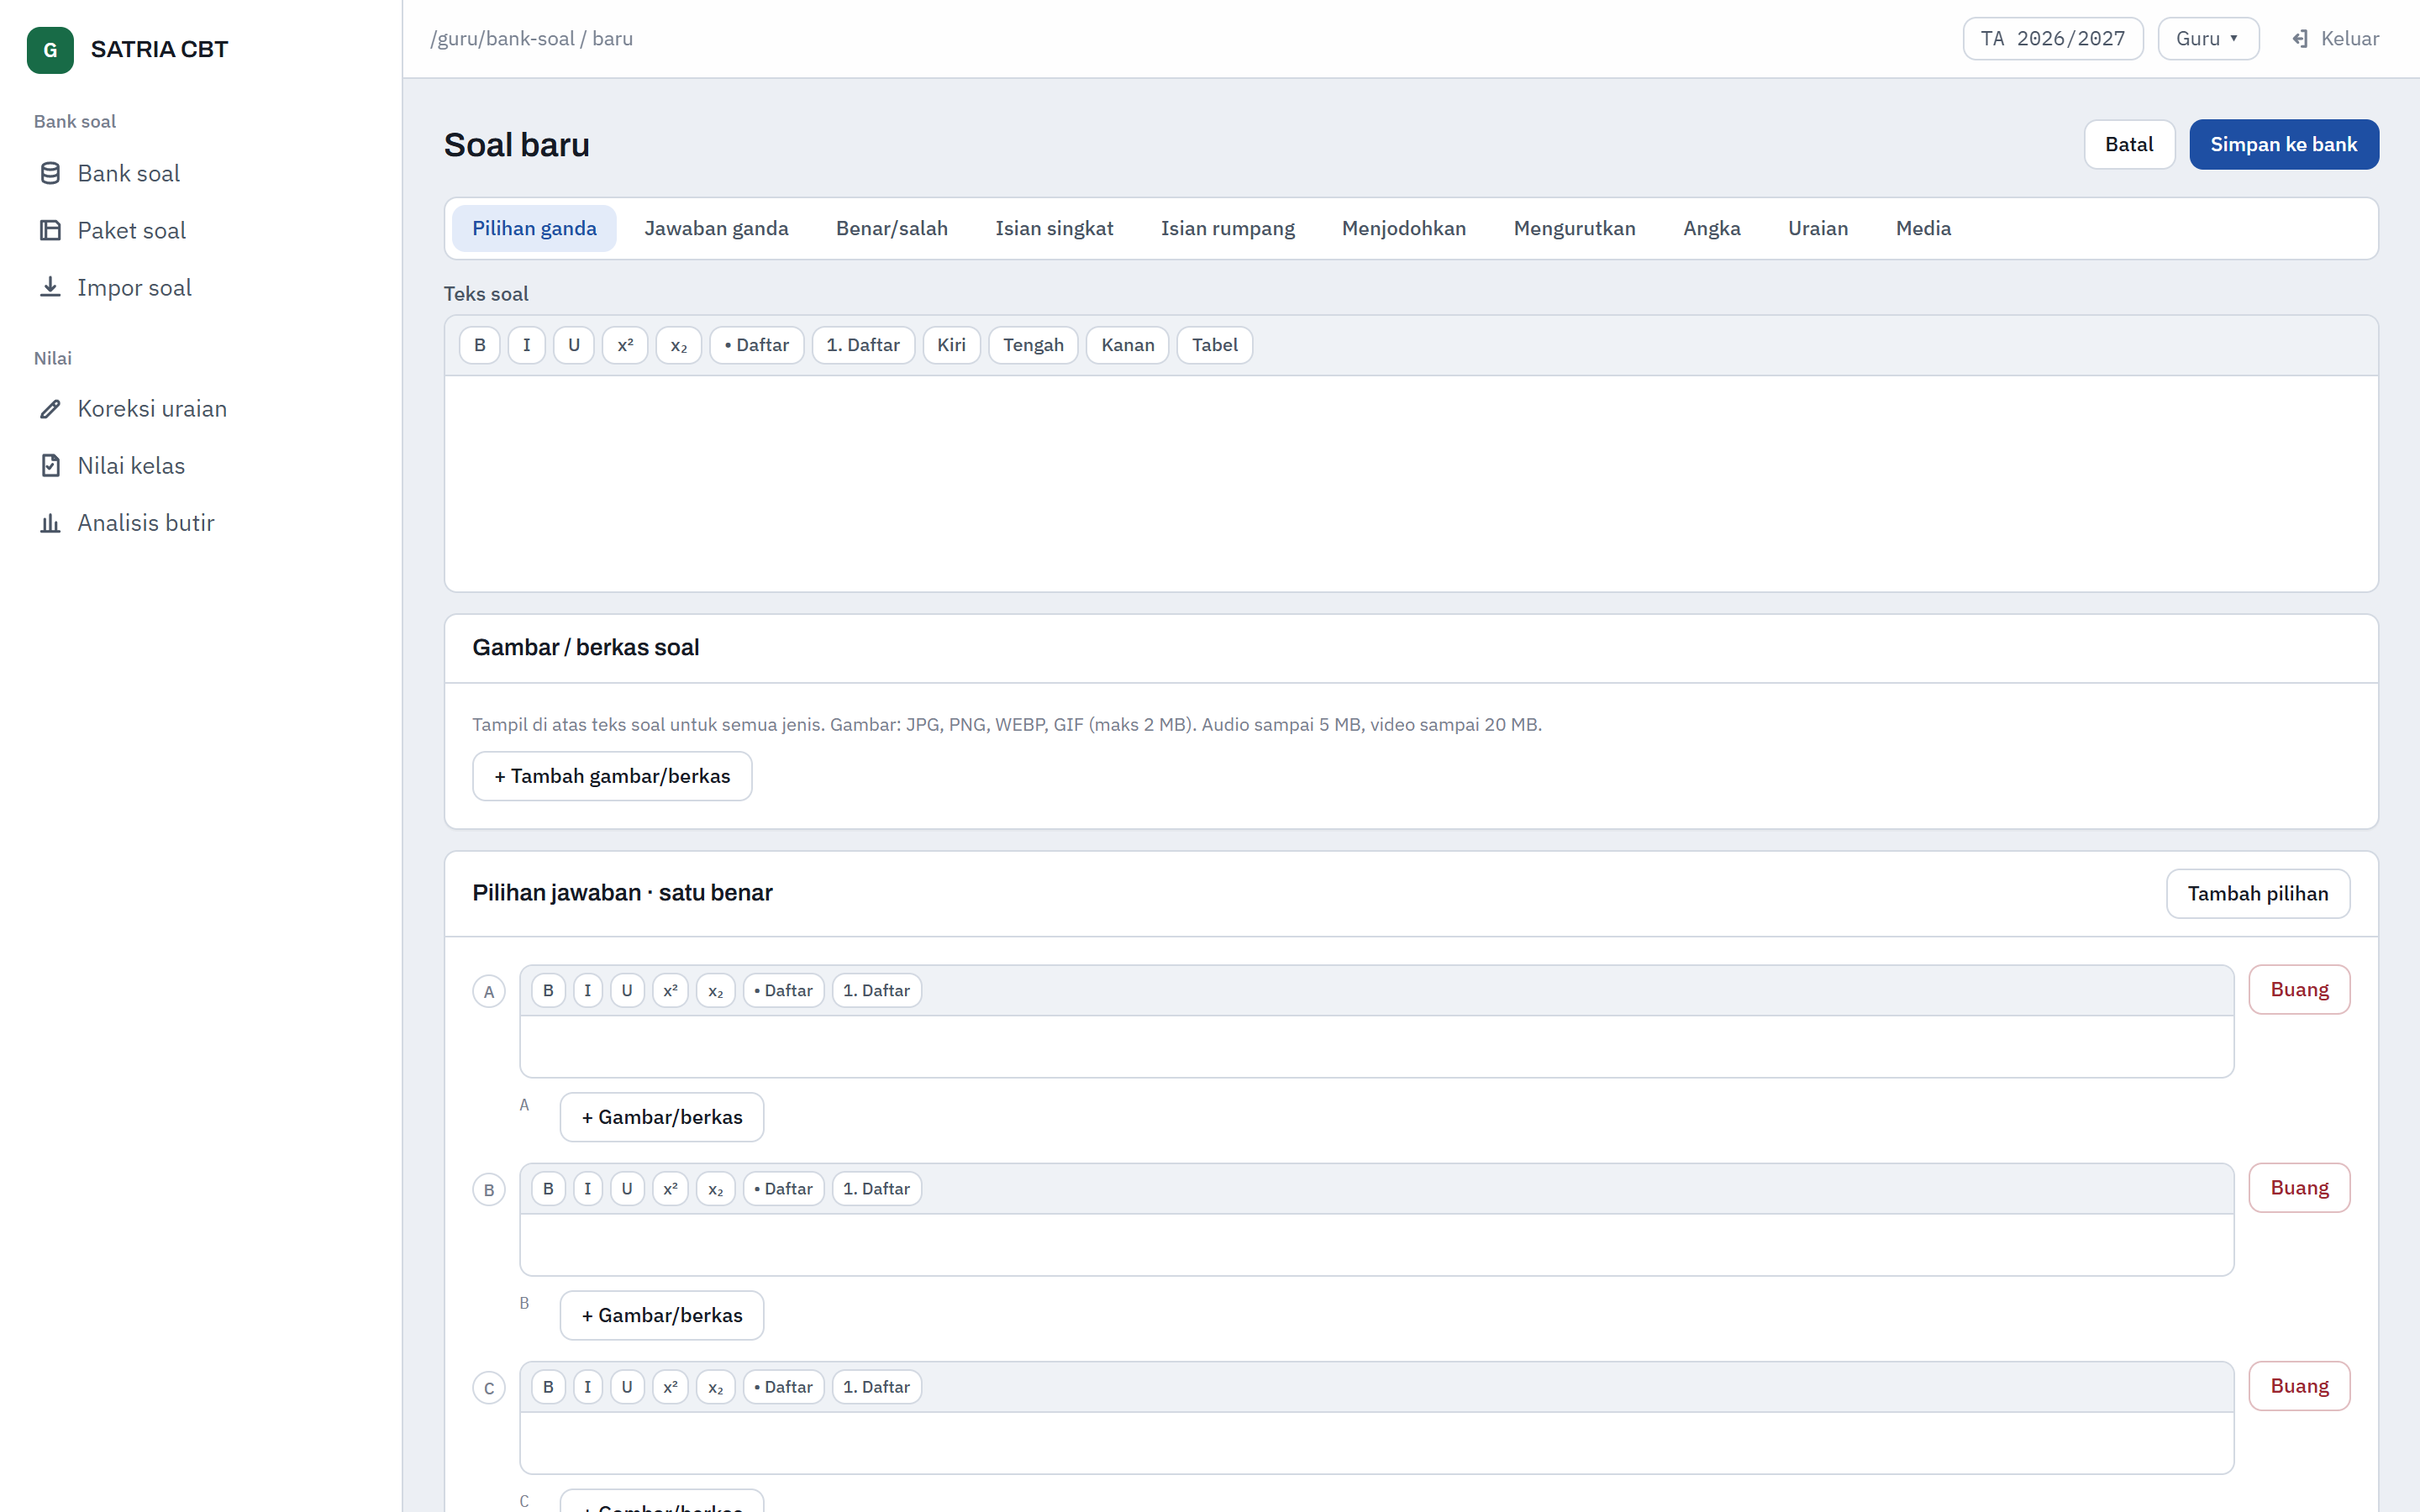 G SATRIA CBT
Bank soal
Bank soal
Paket soal
Impor soal
Nilai
Koreksi uraian
Nilai kelas
Analisis butir
/guru/bank-soal / baru
TA 2026/2027
Guru ▾
Keluar
Soal baru
Batal
Simpan ke bank
Pilihan ganda Jawaban ganda Benar/salah Isian singkat Isian rumpang Menjodohkan Mengurutkan Angka Uraian Media
Teks soal
B I U x² x₂ • Daftar 1. Daftar Kiri Tengah Kanan Tabel
Gambar / berkas soal
Tampil di atas teks soal untuk semua jenis. Gambar: JPG, PNG, WEBP, GIF (maks 2 MB). Audio sampai 5 MB, video sampai 20 MB.
+ Tambah gambar/berkas
Pilihan jawaban · satu benar
Tambah pilihan
A B I U x² x₂ • Daftar 1. Daftar Buang
A + Gambar/berkas
B B I U x² x₂ • Daftar 1. Daftar Buang
B + Gambar/berkas
C B I U x² x₂ • Daftar 1. Daftar Buang
C + Gambar/berkas